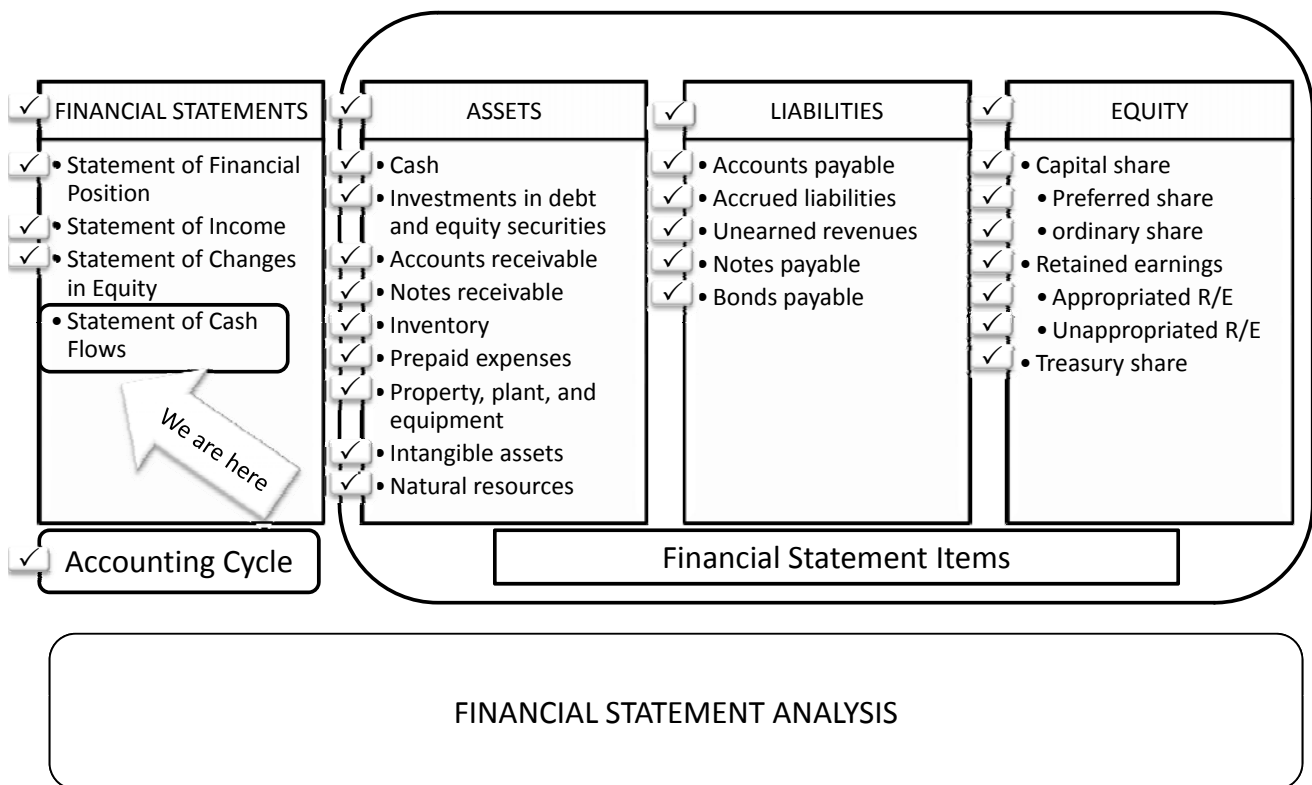 FINANCIAL STATEMENTS
✓
✓ • Statement of Financial
Position
✓ • Statement of Income
✓ • Statement of Changes
in Equity
• Statement of Cash
Flows
We are here
✓ Accounting Cycle
✓ ASSETS
✓ • Cash
✓ • Investments in debt
and equity securities
✓ • Accounts receivable
✓ • Notes receivable
✓ • Inventory
✓ • Prepaid expenses
✓ • Property, plant, and
equipment
✓ • Intangible assets
✓ • Natural resources
✓ LIABILITIES
✓ • Accounts payable
✓ • Accrued liabilities
✓ • Unearned revenues
✓ • Notes payable
✓ • Bonds payable
✓ EQUITY
✓ • Capital share
✓ • Preferred share
✓ • ordinary share
✓ • Retained earnings
✓ • Appropriated R/E
✓ • Unappropriated R/E
✓ • Treasury share
Financial Statement Items
FINANCIAL STATEMENT ANALYSIS